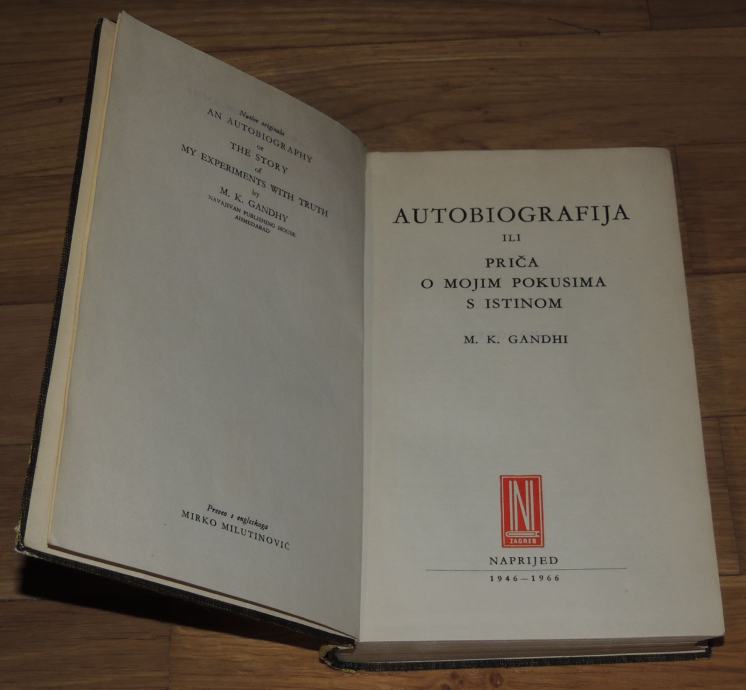 Naslov originala
AN AUTOBIOGRAPHY
or
THE STORY
of
MY EXPERIMENTS WITH TRUTH
by
M. K. GANDHY
NAVAJIVAN PUBLISHING HOUSE
AHMEDABAD
Preveo s engleskoga
MIRKO MILUTINOVIĆ
AUTOBIOGRAFIJA
ILI
PRIČA
O MOJIM POKUSIMA
S ISTINOM
M. K. GANDHI
N
ZAGREB
NAPRIJED
1946—1966